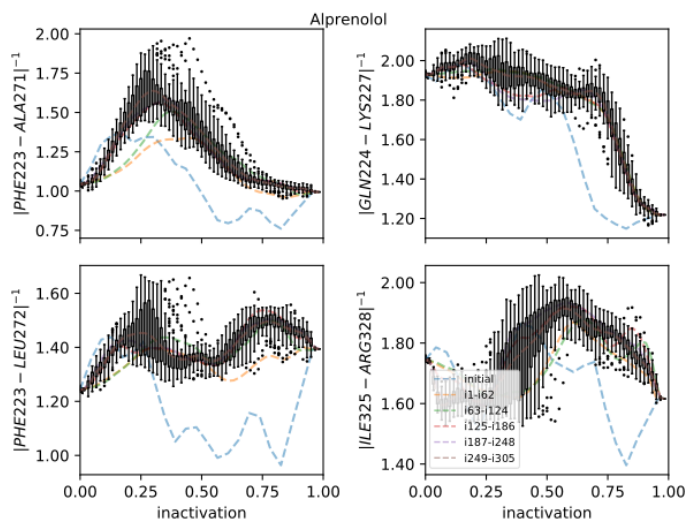 Alprenolol
|PHE223 − ALA271|⁻¹
2.00
1.75
1.50
1.25
1.00
0.75
|GLN224 − LYS227|⁻¹
2.00
1.80
1.60
1.40
1.20
|PHE223 − LEU272|⁻¹
1.60
1.40
1.20
1.00
0.00
0.25
0.50
0.75
1.00
inactivation
|ILE325 − ARG328|⁻¹
2.00
1.80
1.60
1.40
initial
i1-i62
i63-i124
i125-i186
i187-i248
i249-i305
0.00
0.25
0.50
0.75
1.00
inactivation